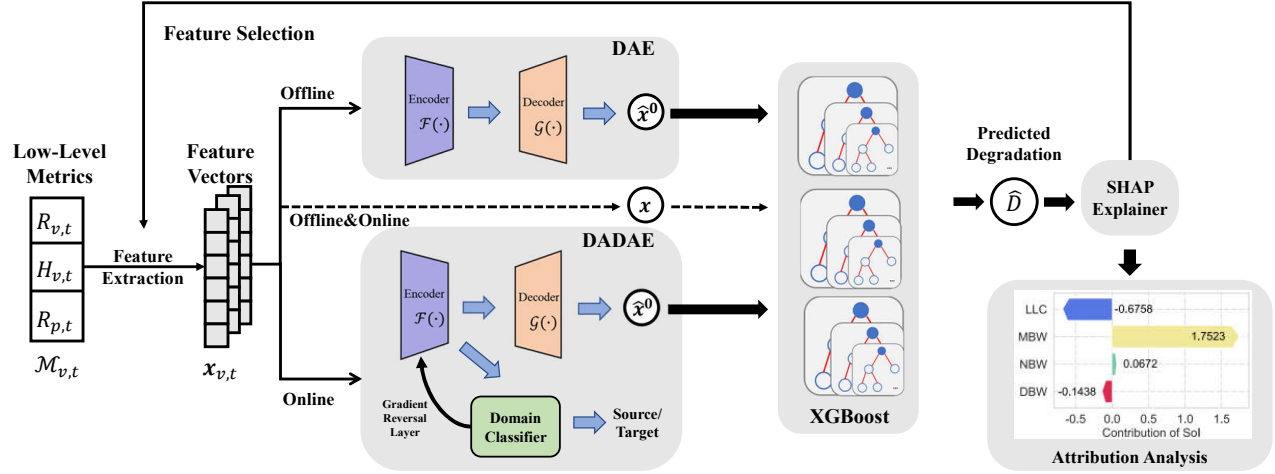 Feature Selection
Low-Level
Metrics
R_{v,t}
H_{v,t}
R_{p,t}
ℳ_{v,t}
Feature
Extraction
Feature
Vectors
x_{v,t}
Offline
Offline&Online
Online
DAE
Encoder
ℱ(·)
Decoder
𝒢(·)
x̂⁰
x
DADAE
Encoder
ℱ(·)
Decoder
𝒢(·)
x̂⁰
Gradient
Reversal
Layer
Domain
Classifier
Source/
Target
...
...
...
XGBoost
Predicted
Degradation
D̂
SHAP
Explainer
LLC
-0.6758
MBW
1.7523
NBW
0.0672
DBW
-0.1438
-0.5 0.0 0.5 1.0 1.5
Contribution of SoI
Attribution Analysis